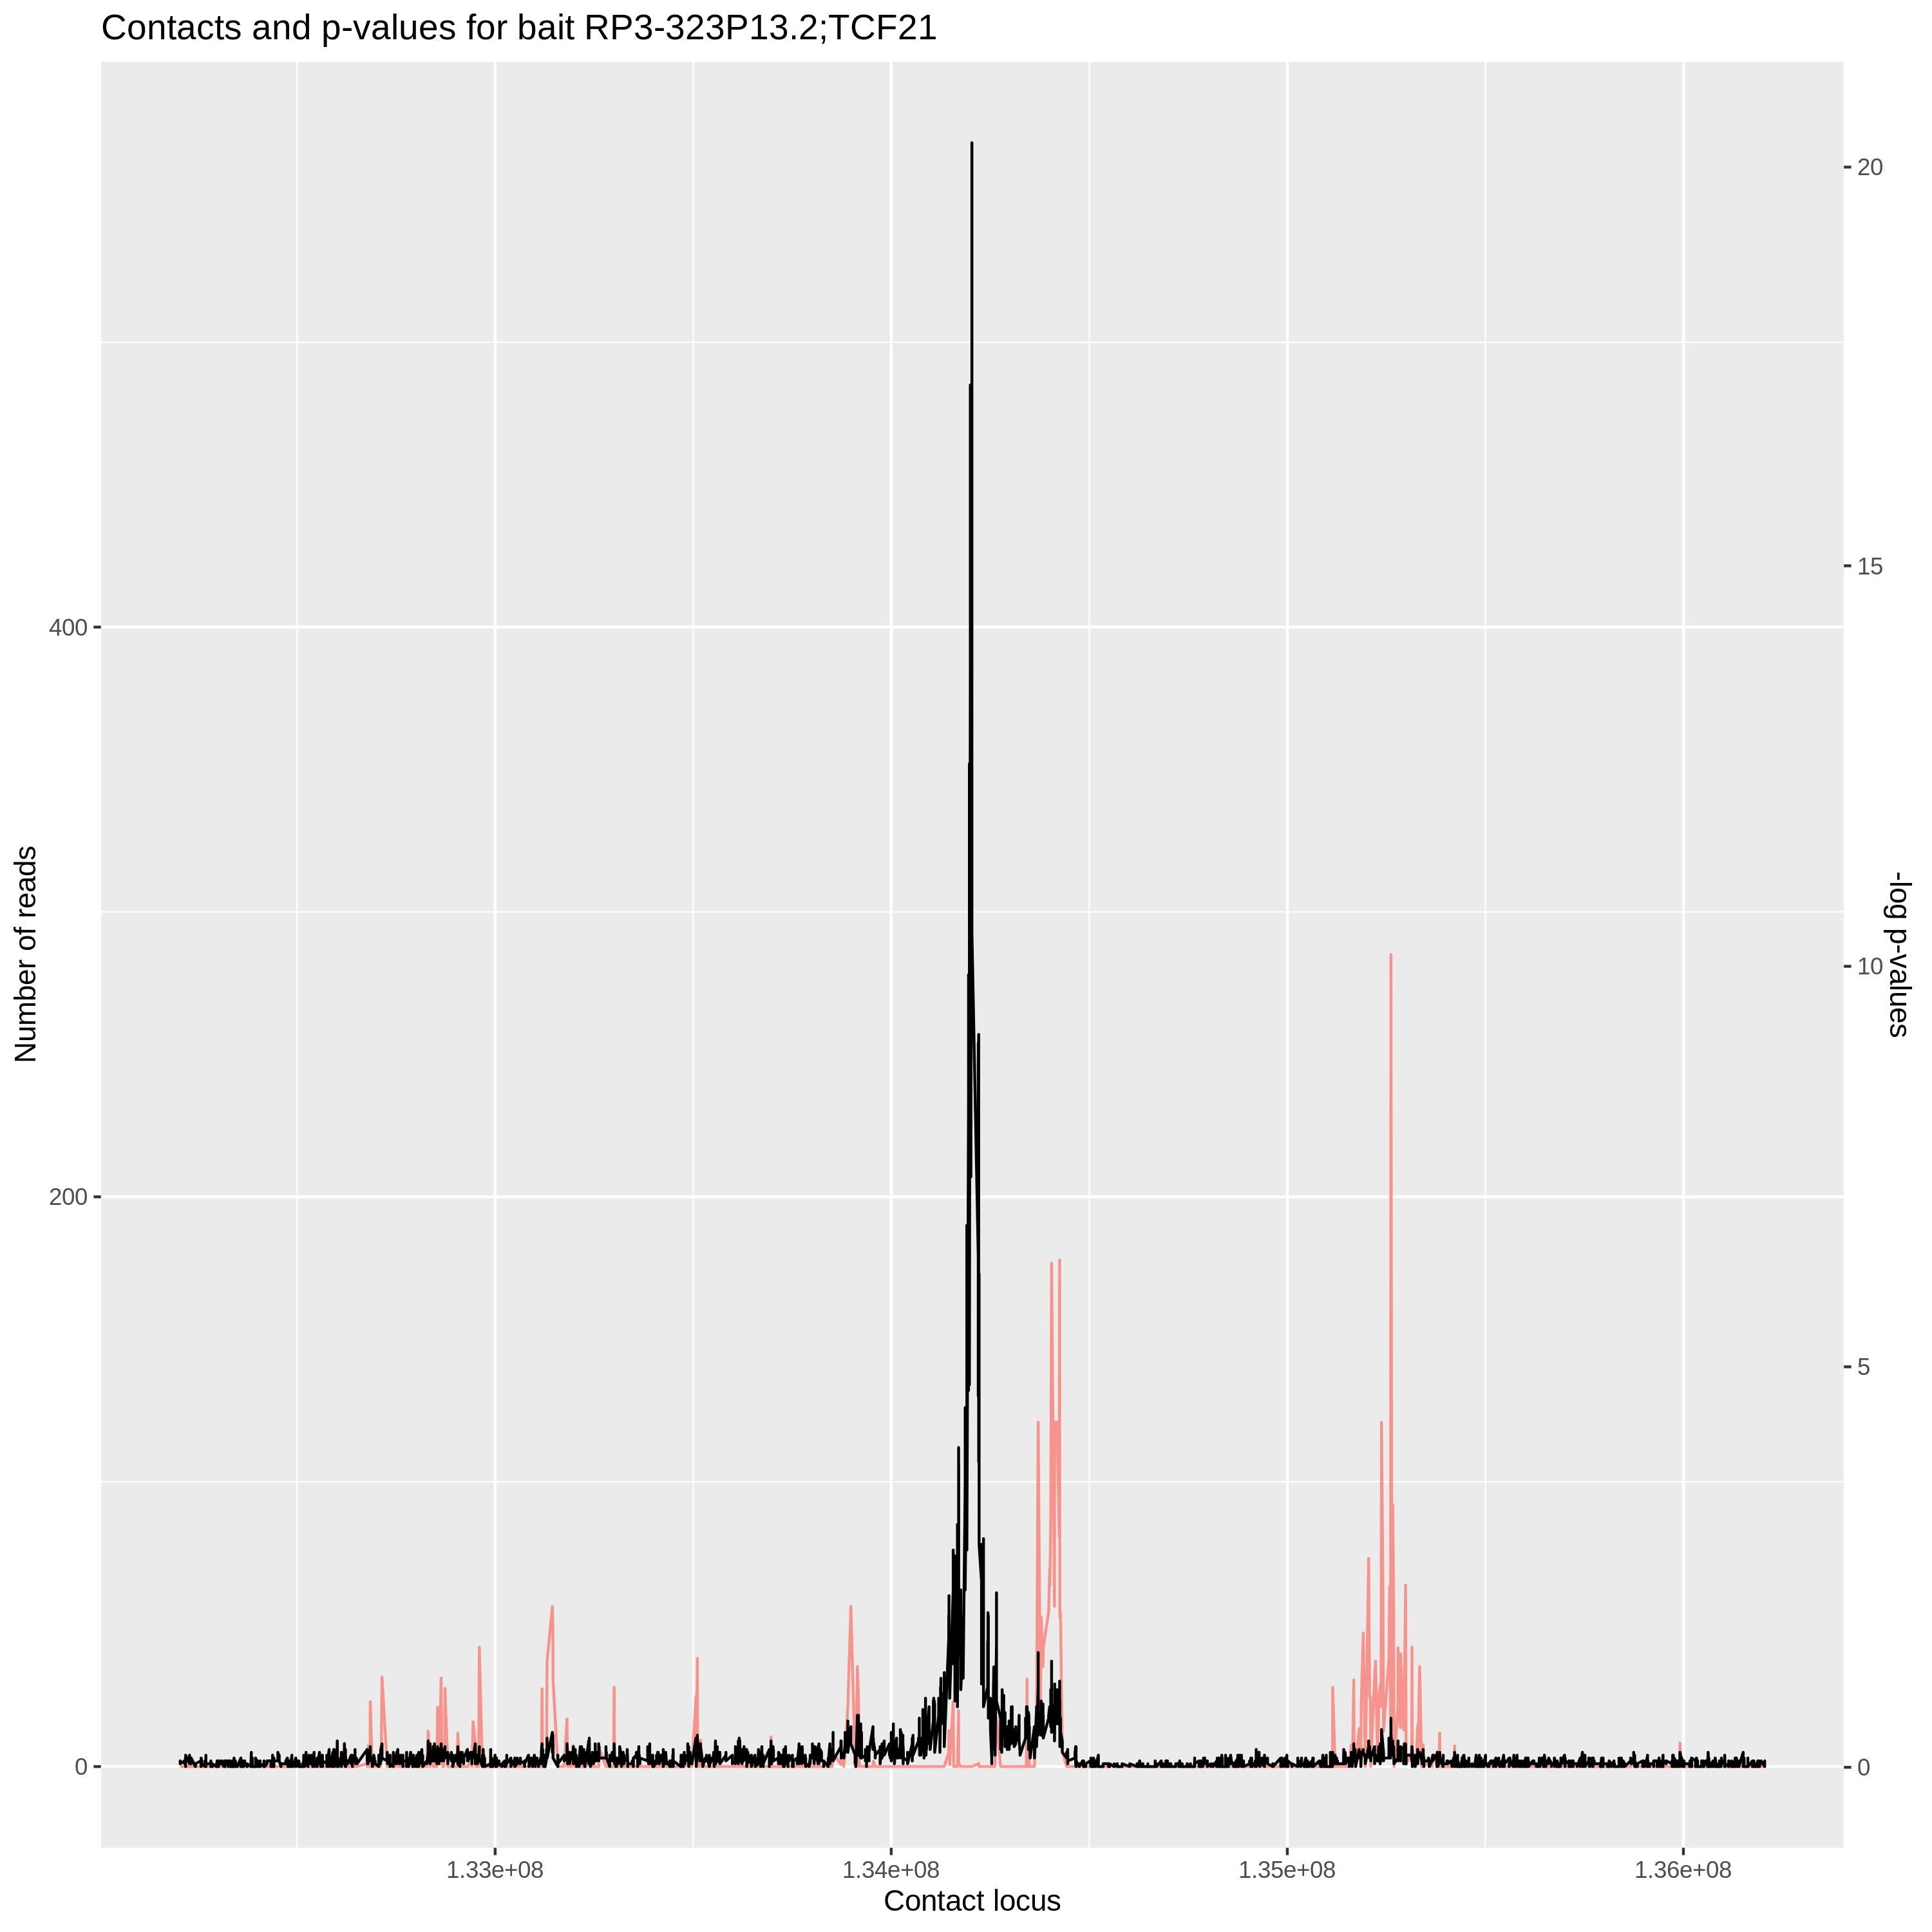 Contacts and p-values for bait RP3-323P13.2;TCF21
20
15
400
Number of reads
-log p-values
10
200
5
0
0
1.33e+08
1.34e+08
1.35e+08
1.36e+08
Contact locus